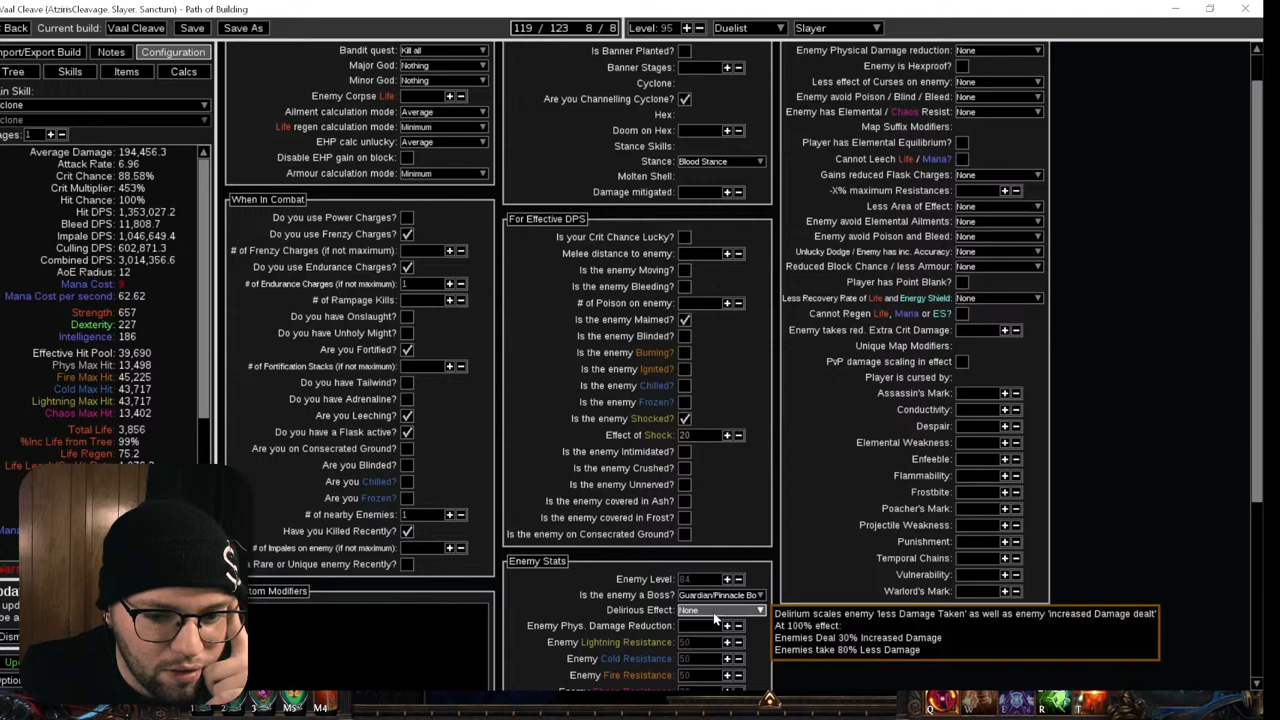 Vaal Cleave (AtzirisCleavage, Slayer, Sanctum) - Path of Building
Back
Current build:
Vaal Cleave
Save
Save As
119 / 123 8 / 8
Level: 95
Duelist
Slayer
mport/Export Build
Notes
Configuration
Tree
Skills
Items
Calcs
in Skill:
clone
clone
ages: 1
Average Damage: 194,456.3
Attack Rate: 6.96
Crit Chance: 88.58%
Crit Multiplier: 453%
Hit Chance: 100%
Hit DPS: 1,353,027.2
Bleed DPS: 11,808.7
Impale DPS: 1,046,649.4
Culling DPS: 602,871.3
Combined DPS: 3,014,356.6
AoE Radius: 12
Mana Cost: 9
Mana Cost per second: 62.62
Strength: 657
Dexterity: 227
Intelligence: 186
Effective Hit Pool: 39,690
Phys Max Hit: 13,498
Fire Max Hit: 45,225
Cold Max Hit: 43,717
Lightning Max Hit: 43,717
Chaos Max Hit: 13,402
Total Life: 3,856
%Inc Life from Tree: 99%
Life Regen: 75.2
Mana
pda
Dism
Up
ptio
Bandit quest: Kill all
Major God: Nothing
Minor God: Nothing
Enemy Corpse Life:
Ailment calculation mode: Average
Life regen calculation mode: Minimum
EHP calc unlucky: Average
Disable EHP gain on block:
Armour calculation mode: Minimum
When In Combat
Do you use Power Charges?
Do you use Frenzy Charges?
# of Frenzy Charges (if not maximum):
Do you use Endurance Charges?
# of Endurance Charges (if not maximum): 1
# of Rampage Kills:
Do you have Onslaught?
Do you have Unholy Might?
Are you Fortified?
# of Fortification Stacks (if not maximum):
Do you have Tailwind?
Do you have Adrenaline?
Are you Leeching?
Do you have a Flask active?
Are you on Consecrated Ground?
Are you Blinded?
Are you Chilled?
Are you Frozen?
# of nearby Enemies: 1
Have you Killed Recently?
# of Impales on enemy (if not maximum):
a Rare or Unique enemy Recently?
tom Modifiers
Is Banner Planted?
Banner Stages:
Cyclone:
Are you Channelling Cyclone?
Hex:
Doom on Hex:
Stance Skills:
Stance: Blood Stance
Molten Shell:
Damage mitigated:
For Effective DPS
Is your Crit Chance Lucky?
Melee distance to enemy:
Is the enemy Moving?
Is the enemy Bleeding?
# of Poison on enemy:
Is the enemy Maimed?
Is the enemy Blinded?
Is the enemy Burning?
Is the enemy Ignited?
Is the enemy Chilled?
Is the enemy Frozen?
Is the enemy Shocked?
Effect of Shock: 20
Is the enemy Intimidated?
Is the enemy Crushed?
Is the enemy Unnerved?
Is the enemy covered in Ash?
Is the enemy covered in Frost?
Is the enemy on Consecrated Ground?
Enemy Stats
Enemy Level: 84
Is the enemy a Boss? Guardian/Pinnacle Bo
Delirious Effect: None
Enemy Phys. Damage Reduction:
Enemy Lightning Resistance: 50
Enemy Cold Resistance: 50
Enemy Fire Resistance: 50
Enemy Physical Damage reduction: None
Enemy is Hexproof?
Less effect of Curses on enemy: None
Enemy avoid Poison / Blind / Bleed: None
Enemy has Elemental / Chaos Resist: None
Map Suffix Modifiers:
Player has Elemental Equilibrium?
Cannot Leech Life / Mana?
Gains reduced Flask Charges: None
-X% maximum Resistances:
Less Area of Effect: None
Enemy avoid Elemental Ailments: None
Enemy avoid Poison and Bleed: None
Unlucky Dodge / Enemy has inc. Accuracy: None
Reduced Block Chance / less Armour: None
Player has Point Blank?
Less Recovery Rate of Life and Energy Shield: None
Cannot Regen Life, Mana or ES?
Enemy takes red. Extra Crit Damage:
Unique Map Modifiers:
PvP damage scaling in effect
Player is cursed by:
Assassin's Mark:
Conductivity:
Despair:
Elemental Weakness:
Enfeeble:
Flammability:
Frostbite:
Poacher's Mark:
Projectile Weakness:
Punishment:
Temporal Chains:
Vulnerability:
Warlord's Mark:
Delirium scales enemy 'less Damage Taken' as well as enemy 'increased Damage dealt'
At 100% effect:
Enemies Deal 30% Increased Damage
Enemies take 80% Less Damage
1 2 3 MS M4
Q W E R T